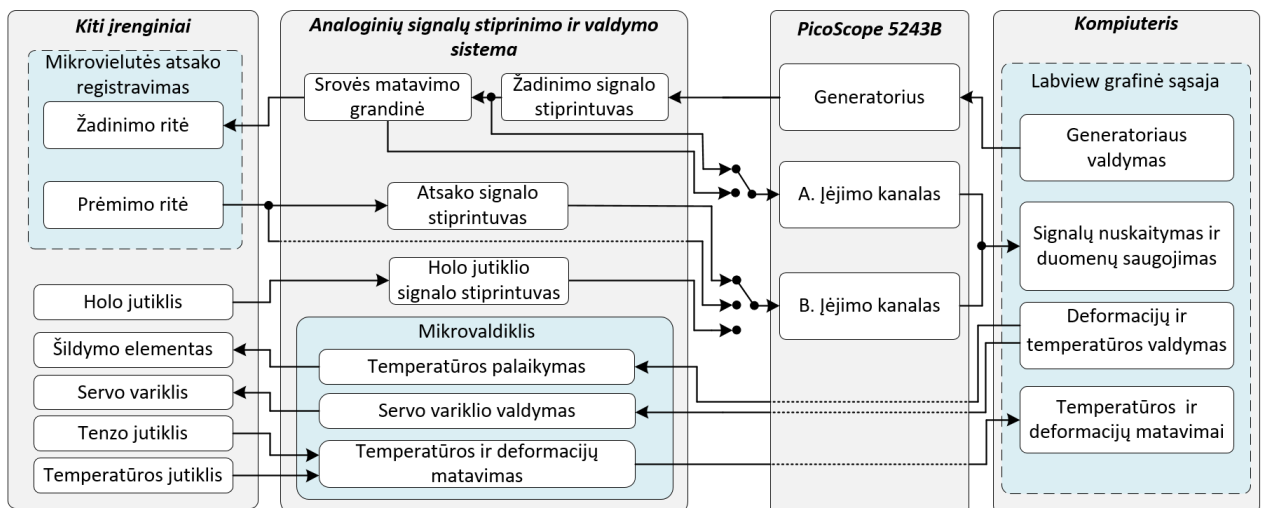 Kiti įrenginiai
Mikrovielutės atsako
registravimas
Žadinimo ritė
Prėmimo ritė
Holo jutiklis
Šildymo elementas
Servo variklis
Tenzo jutiklis
Temperatūros jutiklis
Analoginių signalų stiprinimo ir valdymo
sistema
Srovės matavimo
grandinė
Žadinimo signalo
stiprintuvas
Atsako signalo
stiprintuvas
Holo jutiklio
signalo stiprintuvas
Mikrovaldiklis
Temperatūros palaikymas
Servo variklio valdymas
Temperatūros ir deformacijų
matavimas
PicoScope 5243B
Generatorius
A. Įėjimo kanalas
B. Įėjimo kanalas
Kompiuteris
Labview grafinė sąsaja
Generatoriaus
valdymas
Signalų nuskaitymas ir
duomenų saugojimas
Deformacijų ir
temperatūros valdymas
Temperatūros ir
deformacijų matavimai